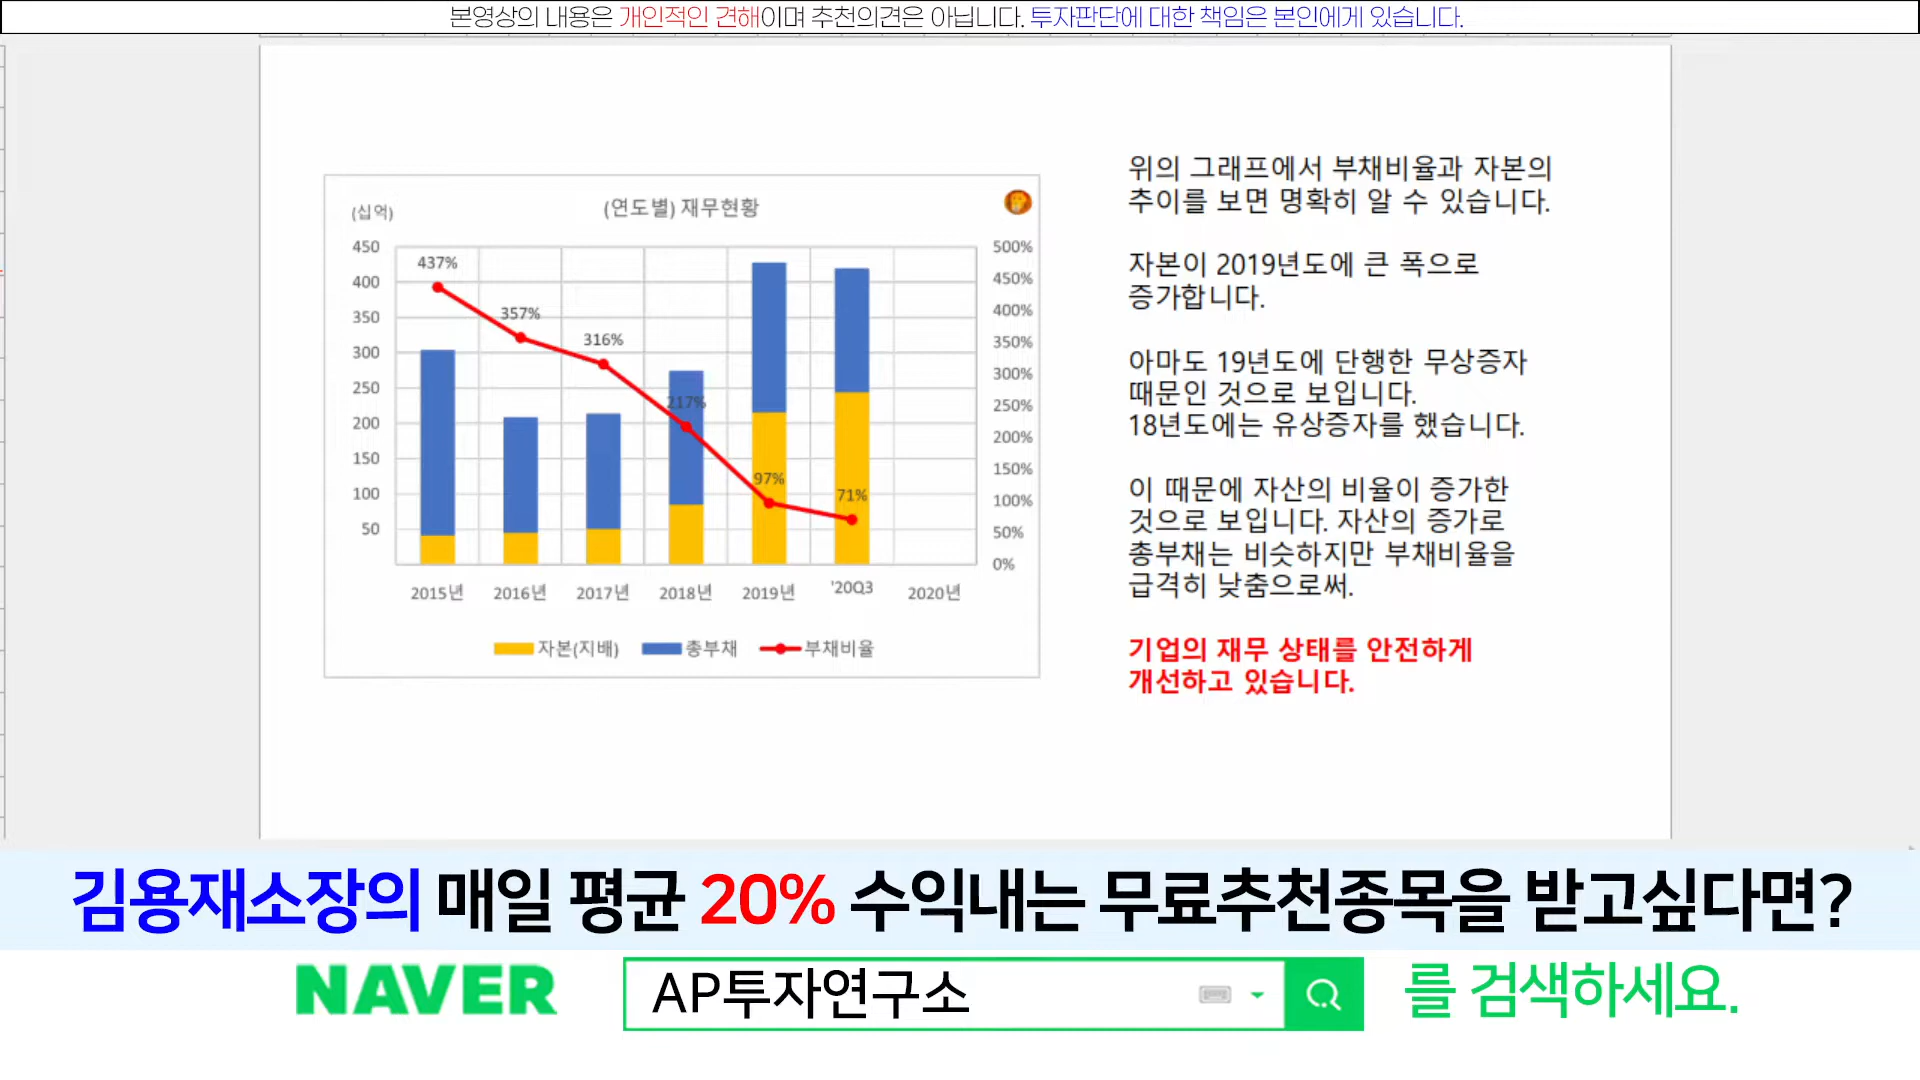 본영상의 내용은 개인적인 견해이며 추천의견은 아닙니다. 투자판단에 대한 책임은 본인에게 있습니다.
(십억)
(연도별) 재무현황
450
400
350
300
250
200
150
100
50
437%
357%
316%
217%
97%
71%
500%
450%
400%
350%
300%
250%
200%
150%
100%
50%
0%
2015년 2016년 2017년 2018년 2019년 '20Q3 2020년
자본(지배) 총부채 부채비율
위의 그래프에서 부채비율과 자본의
추이를 보면 명확히 알 수 있습니다.
자본이 2019년도에 큰 폭으로
증가합니다.
아마도 19년도에 단행한 무상증자
때문인 것으로 보입니다.
18년도에는 유상증자를 했습니다.
이 때문에 자산의 비율이 증가한
것으로 보입니다. 자산의 증가로
총부채는 비슷하지만 부채비율을
급격히 낮춤으로써.
기업의 재무 상태를 안전하게
개선하고 있습니다.
김용재소장의 매일 평균 20% 수익내는 무료추천종목을 받고싶다면?
NAVER AP투자연구소 를 검색하세요.